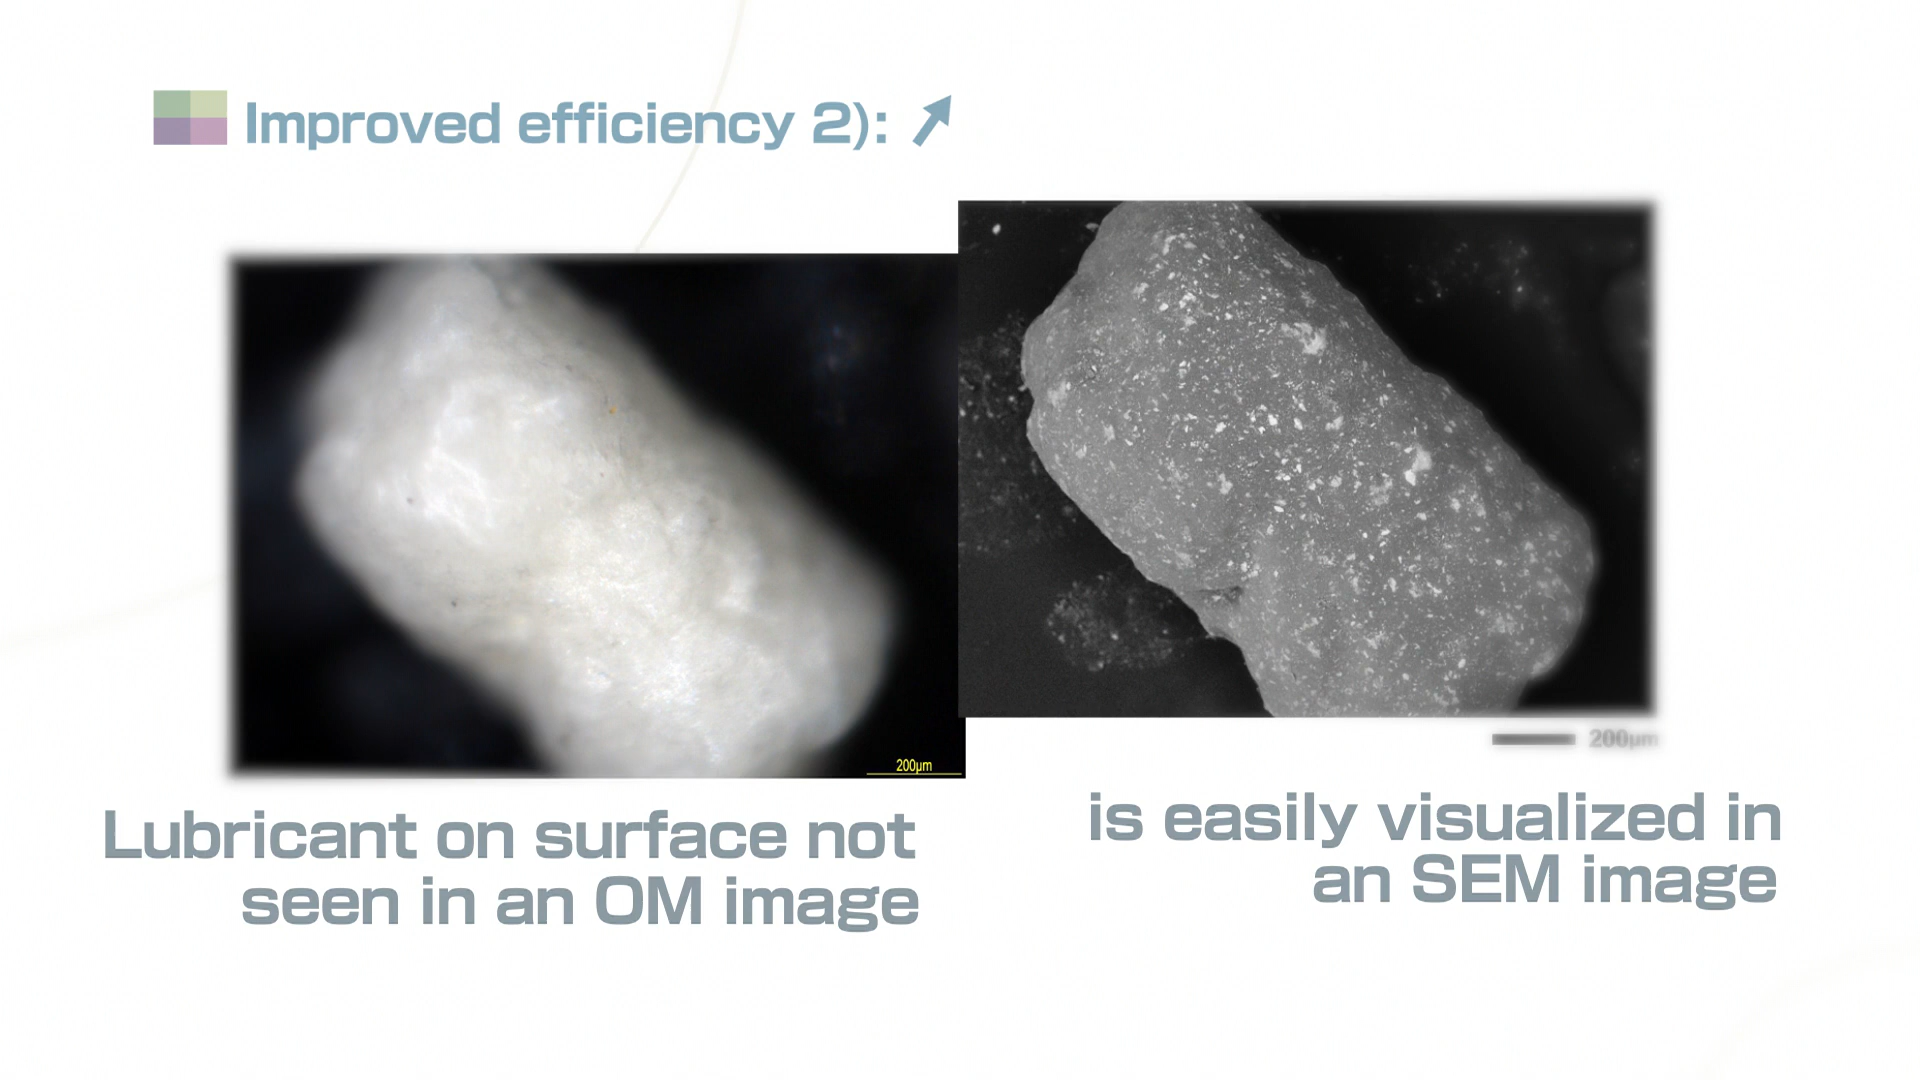 Improved efficiency 2):
200µm
200µm
Lubricant on surface not
seen in an OM image
is easily visualized in
an SEM image